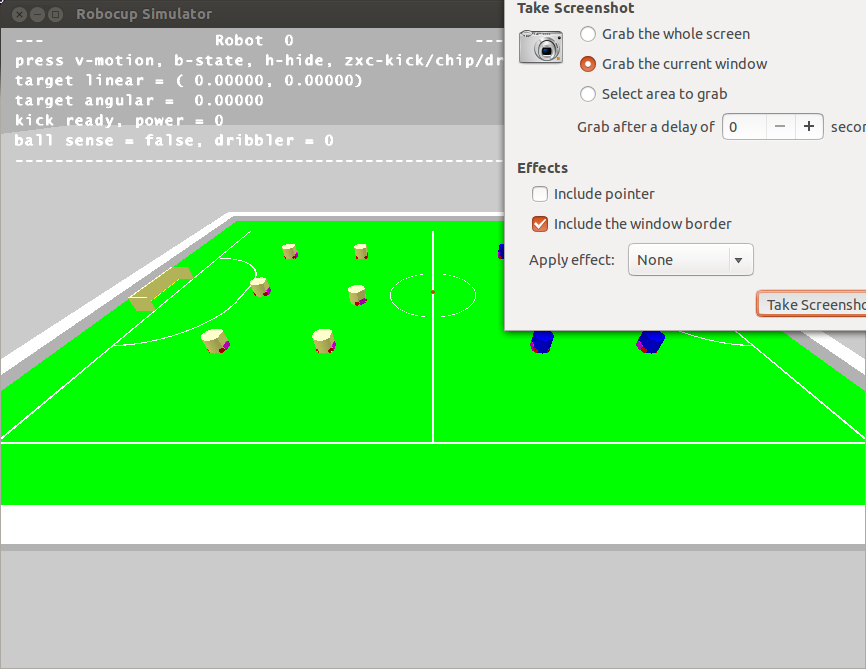 Robocup Simulator
--- Robot 0 ---
press v-motion, b-state, h-hide, zxc-kick/chip/dr
target linear = ( 0.00000, 0.00000)
target angular = 0.00000
kick ready, power = 0
ball sense = false, dribbler = 0
Take Screenshot
Grab the whole screen
Grab the current window
Select area to grab
Grab after a delay of 0 − + secon
Effects
Include pointer
Include the window border
Apply effect: None
Take Screensho